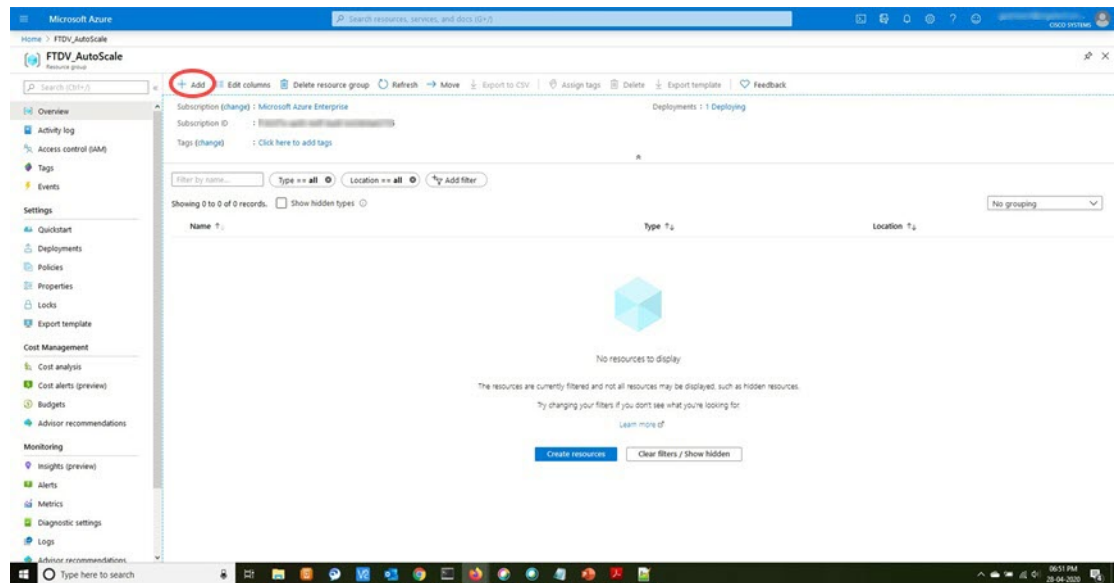 Microsoft Azure
Search resources, services, and docs (G+/)
CISCO SYSTEMS
Home > FTDV_AutoScale
FTDV_AutoScale
Resource group
Search (Ctrl+/)
Add
Edit columns
Delete resource group
Refresh
Move
Export to CSV
Assign tags
Delete
Export template
Feedback
Overview
Activity log
Access control (IAM)
Tags
Events
Settings
Quickstart
Deployments
Policies
Properties
Locks
Export template
Cost Management
Cost analysis
Cost alerts (preview)
Budgets
Advisor recommendations
Monitoring
Insights (preview)
Alerts
Metrics
Diagnostic settings
Logs
Advisor recommendations
Subscription (change) : Microsoft Azure Enterprise
Deployments : 1 Deploying
Subscription ID :
Tags (change) : Click here to add tags
Filter by name...
Type == all
Location == all
Add filter
Showing 0 to 0 of 0 records.
Show hidden types
No grouping
Name
Type
Location
No resources to display
The resources are currently filtered and not all resources may be displayed, such as hidden resources.
Try changing your filters if you don't see what you're looking for.
Learn more
Create resources
Clear filters / Show hidden
Type here to search
06:51 PM
28-04-2020